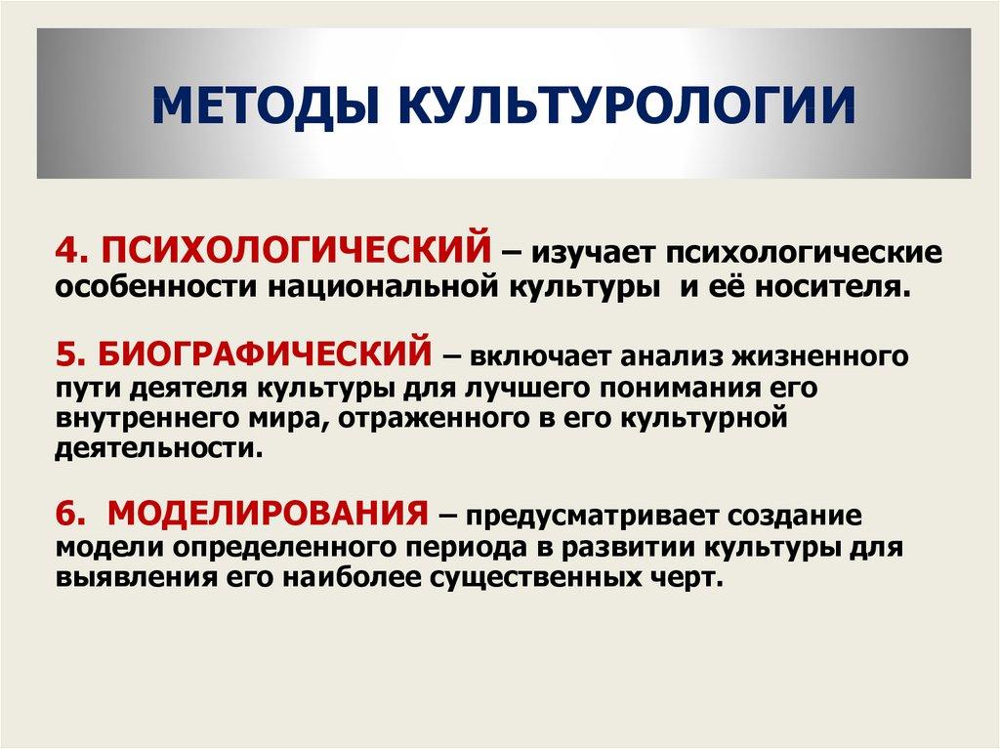 МЕТОДЫ КУЛЬТУРОЛОГИИ
4. ПСИХОЛОГИЧЕСКИЙ – изучает психологические
особенности национальной культуры и её носителя.
5. БИОГРАФИЧЕСКИЙ – включает анализ жизненного
пути деятеля культуры для лучшего понимания его
внутреннего мира, отраженного в его культурной
деятельности.
6. МОДЕЛИРОВАНИЯ – предусматривает создание
модели определенного периода в развитии культуры для
выявления его наиболее существенных черт.